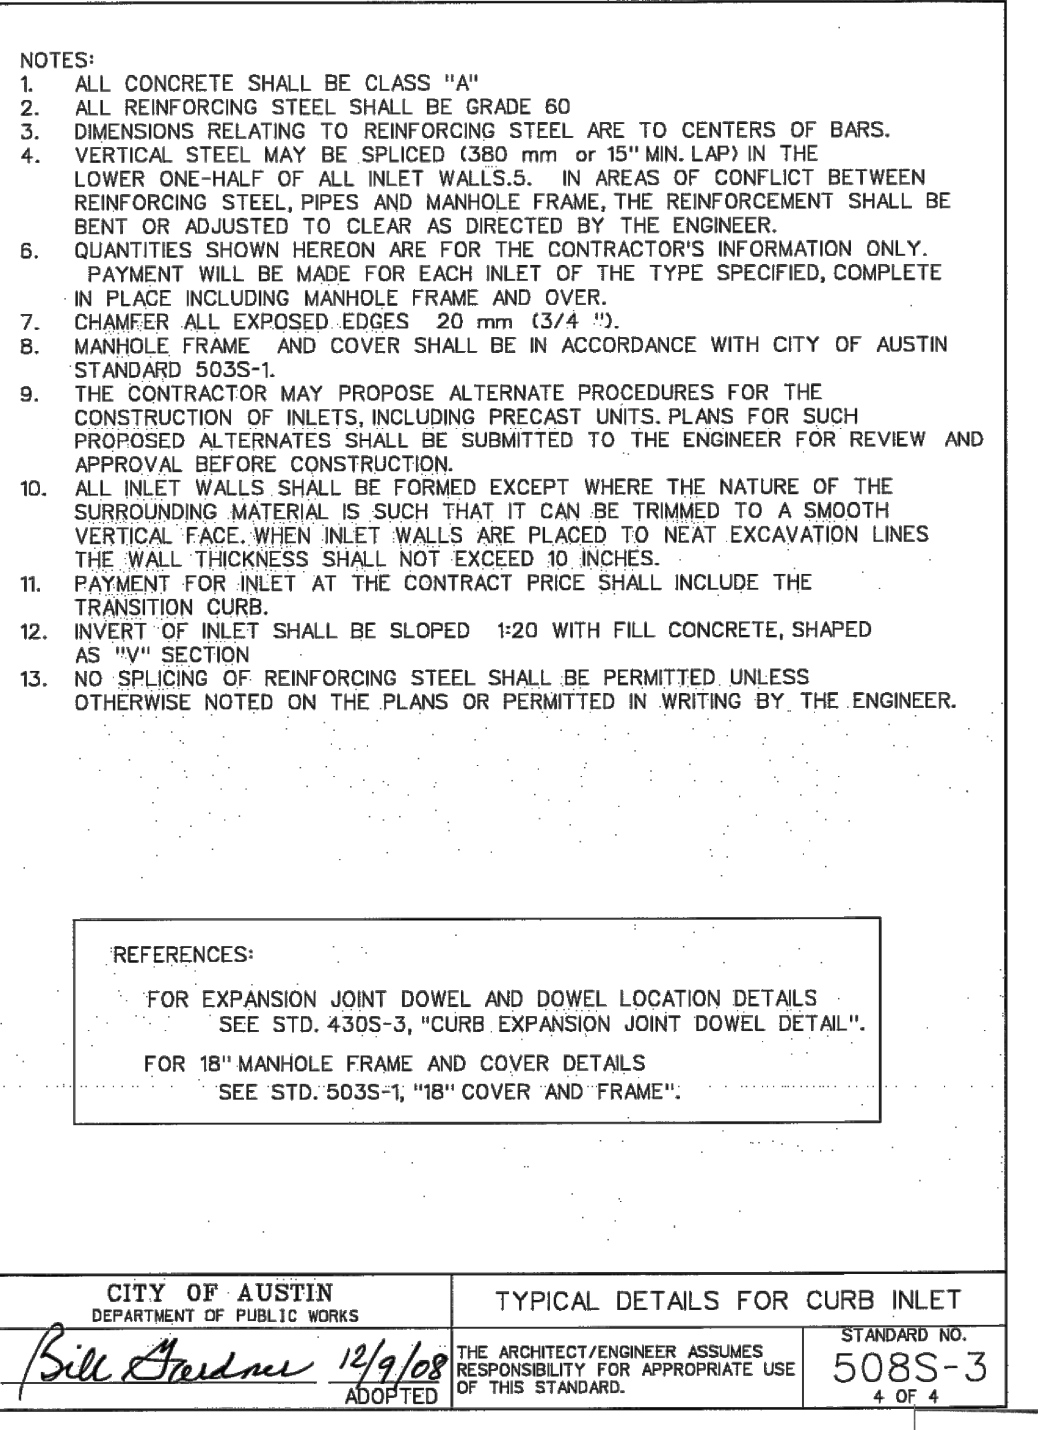 NOTES:
1. ALL CONCRETE SHALL BE CLASS "A"
2. ALL REINFORCING STEEL SHALL BE GRADE 60
3. DIMENSIONS RELATING TO REINFORCING STEEL ARE TO CENTERS OF BARS.
4. VERTICAL STEEL MAY BE SPLICED (380 mm or 15" MIN. LAP) IN THE
LOWER ONE-HALF OF ALL INLET WALLS.5. IN AREAS OF CONFLICT BETWEEN
REINFORCING STEEL, PIPES AND MANHOLE FRAME, THE REINFORCEMENT SHALL BE
BENT OR ADJUSTED TO CLEAR AS DIRECTED BY THE ENGINEER.
6. QUANTITIES SHOWN HEREON ARE FOR THE CONTRACTOR'S INFORMATION ONLY.
PAYMENT WILL BE MADE FOR EACH INLET OF THE TYPE SPECIFIED, COMPLETE
IN PLACE INCLUDING MANHOLE FRAME AND OVER.
7. CHAMFER ALL EXPOSED EDGES 20 mm (3/4 ").
8. MANHOLE FRAME AND COVER SHALL BE IN ACCORDANCE WITH CITY OF AUSTIN
STANDARD 503S-1.
9. THE CONTRACTOR MAY PROPOSE ALTERNATE PROCEDURES FOR THE
CONSTRUCTION OF INLETS, INCLUDING PRECAST UNITS. PLANS FOR SUCH
PROPOSED ALTERNATES SHALL BE SUBMITTED TO THE ENGINEER FOR REVIEW AND
APPROVAL BEFORE CONSTRUCTION.
10. ALL INLET WALLS SHALL BE FORMED EXCEPT WHERE THE NATURE OF THE
SURROUNDING MATERIAL IS SUCH THAT IT CAN BE TRIMMED TO A SMOOTH
VERTICAL FACE. WHEN INLET WALLS ARE PLACED TO NEAT EXCAVATION LINES
THE WALL THICKNESS SHALL NOT EXCEED 10 INCHES.
11. PAYMENT FOR INLET AT THE CONTRACT PRICE SHALL INCLUDE THE
TRANSITION CURB.
12. INVERT OF INLET SHALL BE SLOPED 1:20 WITH FILL CONCRETE, SHAPED
AS "V" SECTION
13. NO SPLICING OF REINFORCING STEEL SHALL BE PERMITTED UNLESS
OTHERWISE NOTED ON THE PLANS OR PERMITTED IN WRITING BY THE ENGINEER.
REFERENCES:
FOR EXPANSION JOINT DOWEL AND DOWEL LOCATION DETAILS
SEE STD. 430S-3, "CURB EXPANSION JOINT DOWEL DETAIL".
FOR 18" MANHOLE FRAME AND COVER DETAILS
SEE STD. 503S-1, "18" COVER AND FRAME".
CITY OF AUSTIN
DEPARTMENT OF PUBLIC WORKS
Bill Gardner 12/9/08
ADOPTED
TYPICAL DETAILS FOR CURB INLET
THE ARCHITECT/ENGINEER ASSUMES
RESPONSIBILITY FOR APPROPRIATE USE
OF THIS STANDARD.
STANDARD NO.
508S-3
4 OF 4